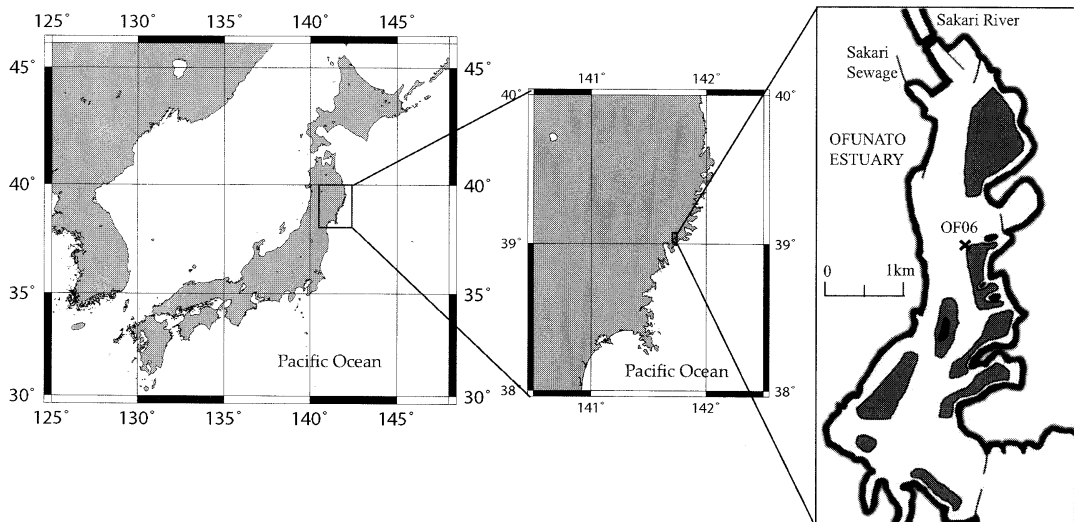 125 130 135 140 145
45°
45°
40°
40°
35°
35°
30°
30°
Pacific Ocean
125 130 135 140 145
141° 142°
40°
40°
39°
39°
38°
38°
Pacific Ocean
141° 142°
Sakari River
Sakari
Sewage
OFUNATO
ESTUARY
OF06
0 1km